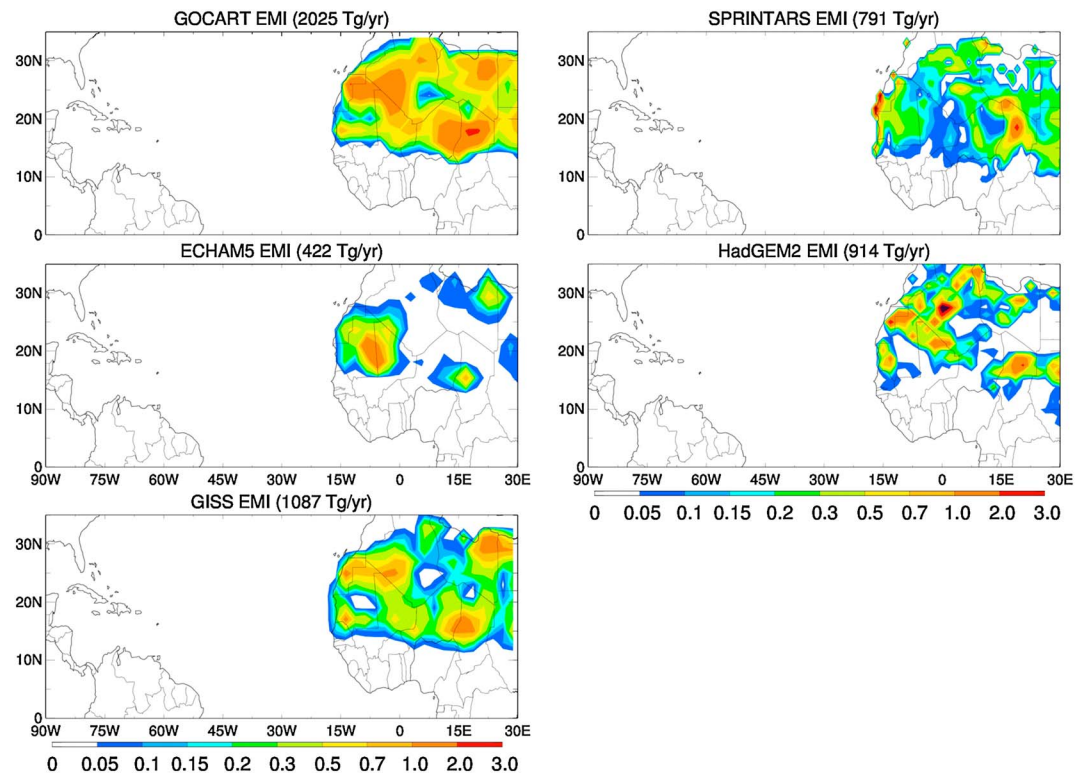 GOCART EMI (2025 Tg/yr)
30N
20N
10N
0
SPRINTARS EMI (791 Tg/yr)
30N
20N
10N
0
ECHAM5 EMI (422 Tg/yr)
30N
20N
10N
0
90W 75W 60W 45W 30W 15W 0 15E 30E
HadGEM2 EMI (914 Tg/yr)
30N
20N
10N
0
90W 75W 60W 45W 30W 15W 0 15E 30E
0 0.05 0.1 0.15 0.2 0.3 0.5 0.7 1.0 2.0 3.0
GISS EMI (1087 Tg/yr)
30N
20N
10N
0
90W 75W 60W 45W 30W 15W 0 15E 30E
0 0.05 0.1 0.15 0.2 0.3 0.5 0.7 1.0 2.0 3.0